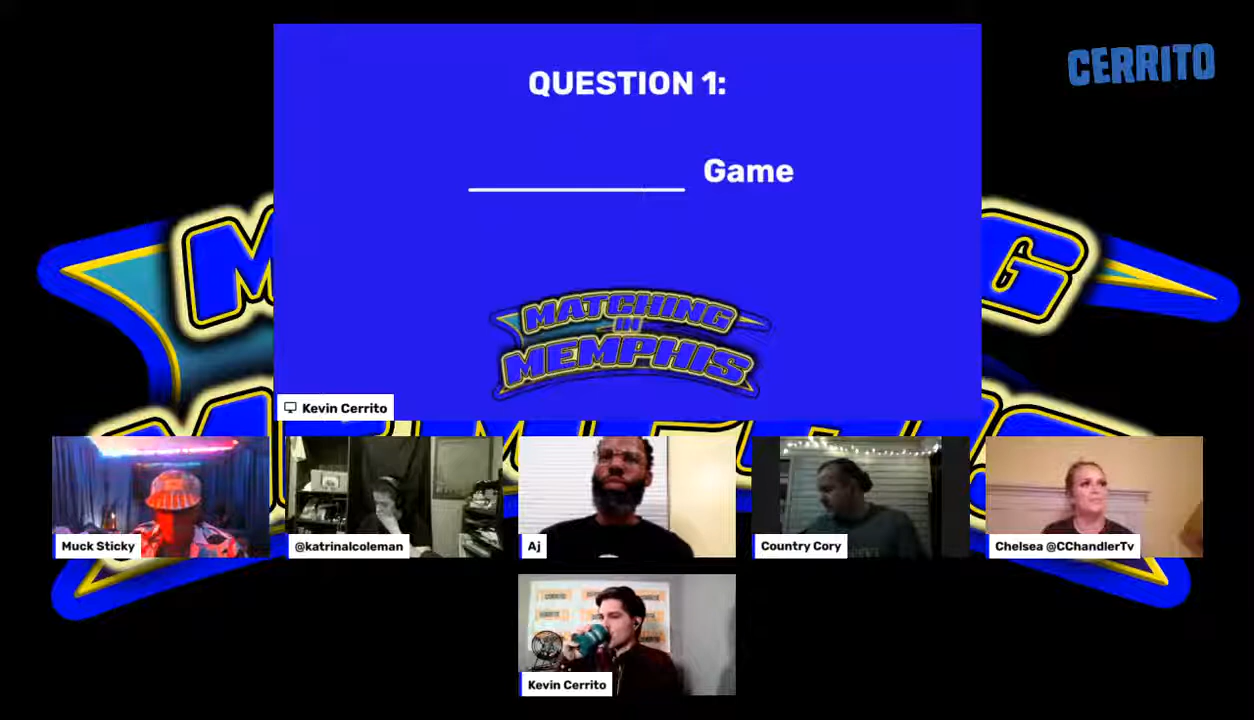 CERRITO
QUESTION 1:
__________ Game
MATCHING
IN
MEMPHIS
Kevin Cerrito
Muck Sticky
@katrinalcoleman
Aj
Country Cory
Chelsea @CChandlerTv
Kevin Cerrito